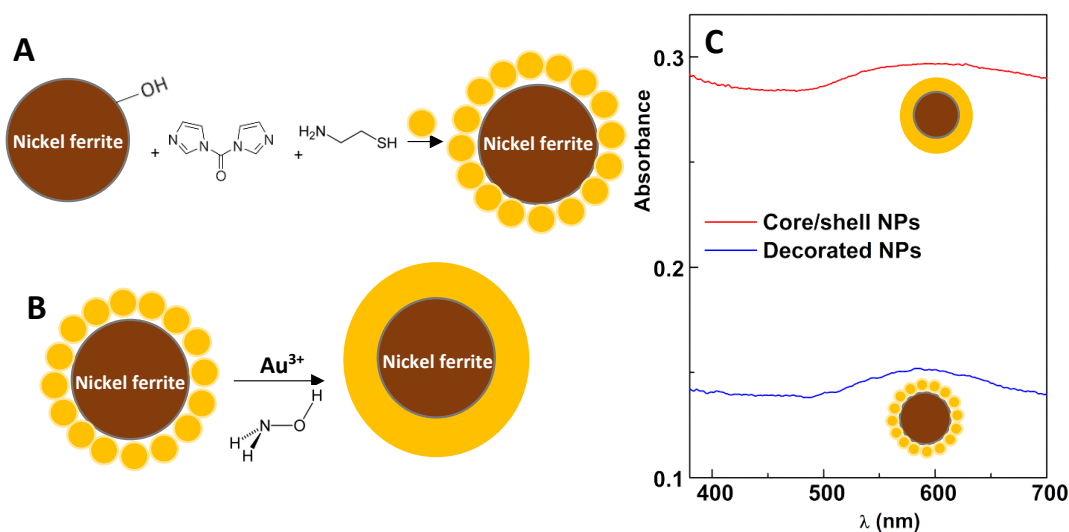 A
OH
Nickel ferrite
+
N
N
N
N
O
+
H₂N
SH
Nickel ferrite
B
Nickel ferrite
Au³⁺
H
N
O
H
H
Nickel ferrite
C
0.3
0.2
0.1
Absorbance
Core/shell NPs
Decorated NPs
400 500 600 700
λ (nm)